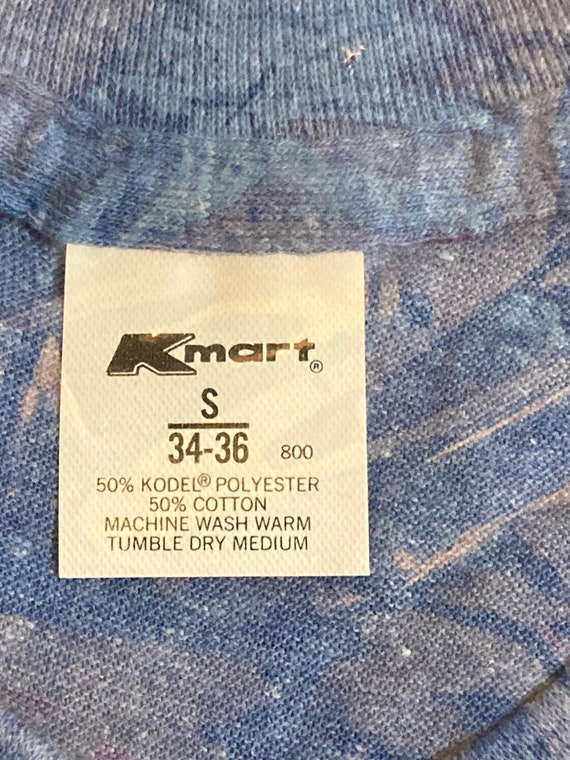 Kmart®
S
34-36 800
50% KODEL® POLYESTER
50% COTTON
MACHINE WASH WARM
TUMBLE DRY MEDIUM